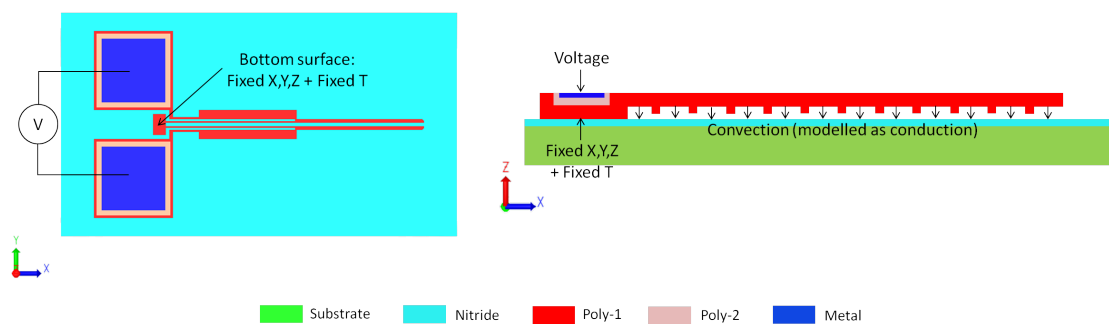 Bottom surface:
Fixed X,Y,Z + Fixed T
V
Y
X
Voltage
Convection (modelled as conduction)
Fixed X,Y,Z
+ Fixed T
Z
X
Substrate
Nitride
Poly-1
Poly-2
Metal